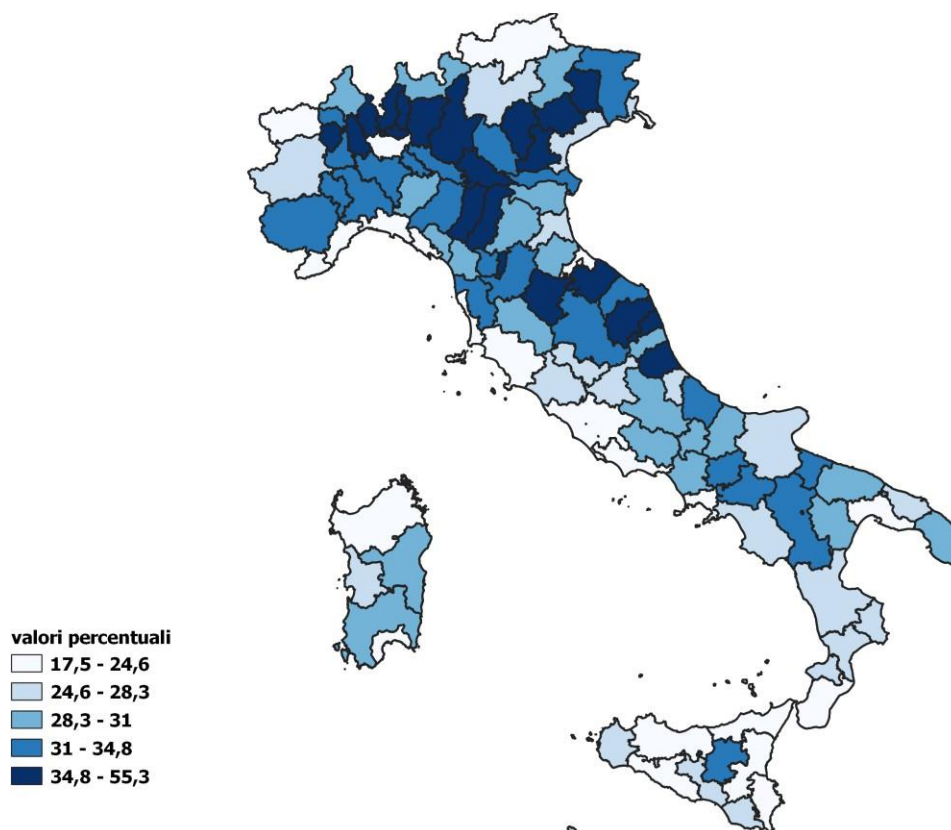 valori percentuali
17,5 - 24,6
24,6 - 28,3
28,3 - 31
31 - 34,8
34,8 - 55,3